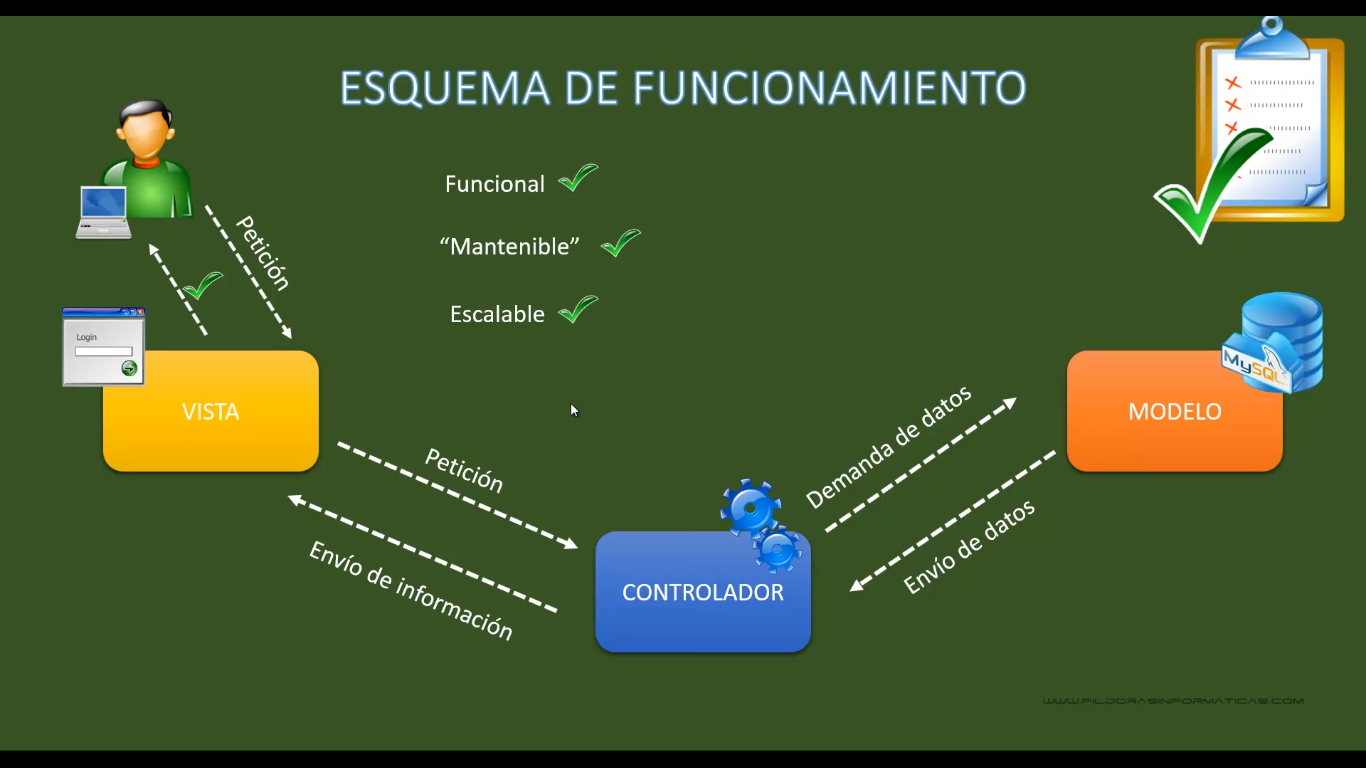 ESQUEMA DE FUNCIONAMIENTO
Funcional
“Mantenible”
Escalable
Petición
Login
VISTA
MySQL
MODELO
Petición
Envío de información
Demanda de datos
Envío de datos
CONTROLADOR
WWW.PILDORASINFORMATICAS.COM